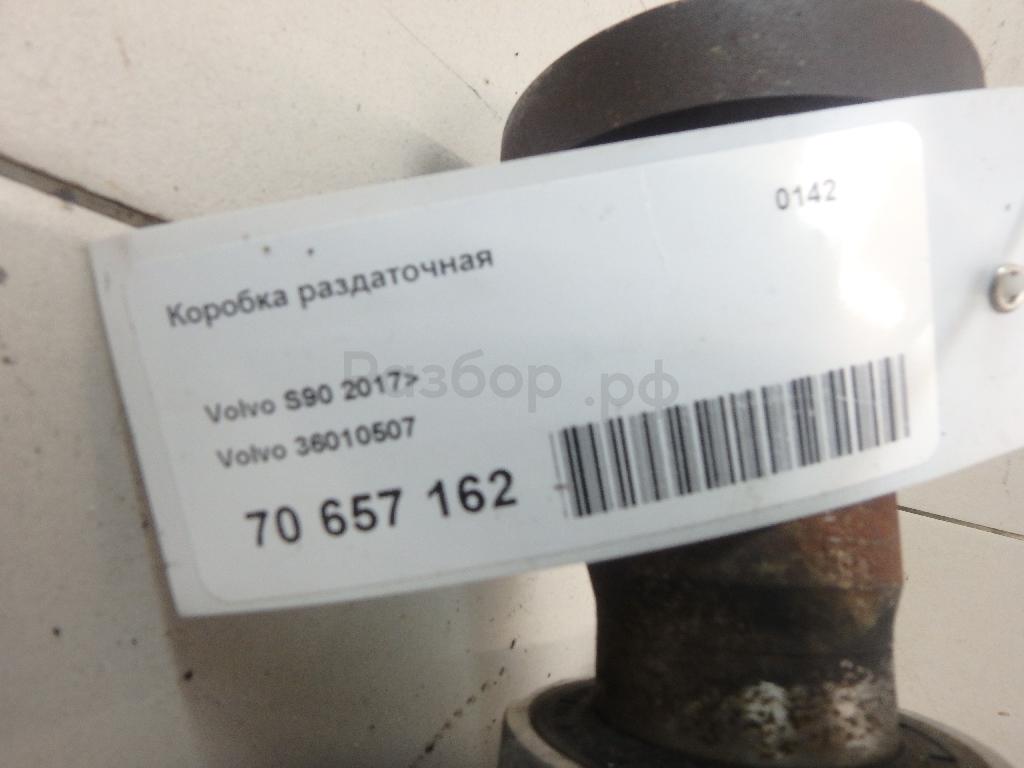 0142
Коробка раздаточная
Разбор.рф
Volvo S90 2017>
Volvo 36010507
70 657 162